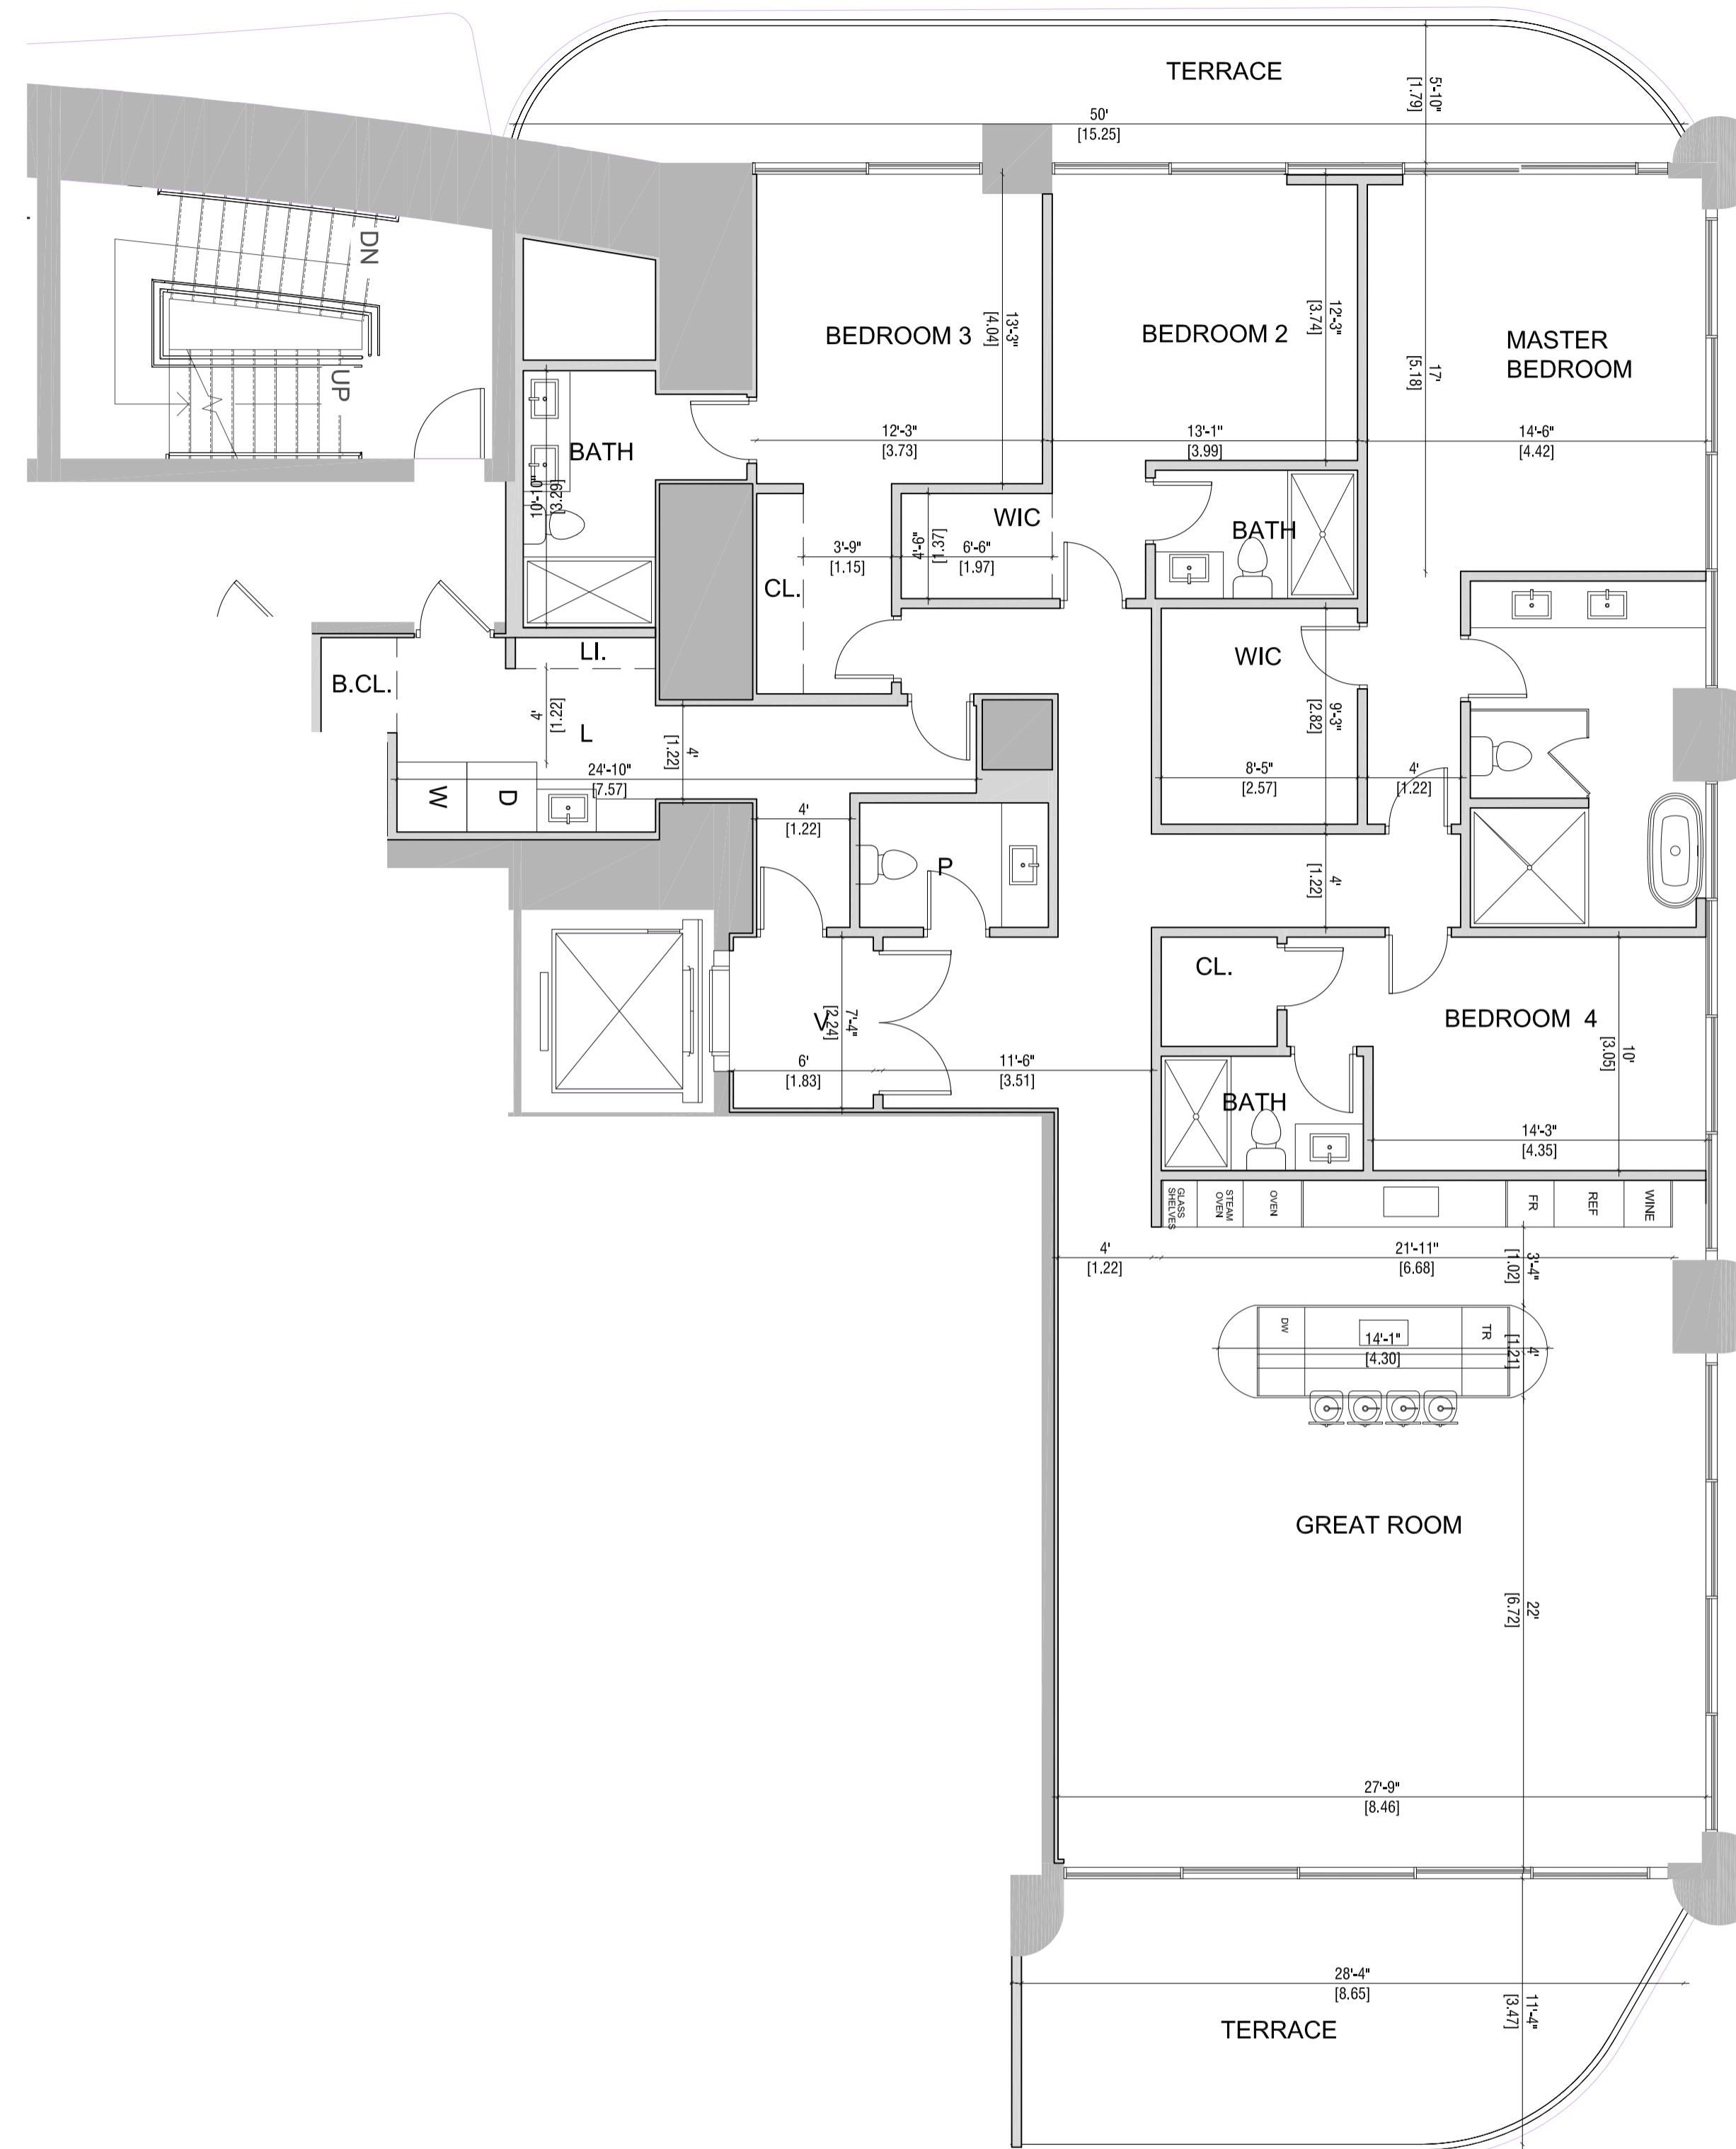 TERRACE
5'-10"
[1.79]
50'
[15.25]
DN
UP
BEDROOM 3
13'-3"
[4.04]
BEDROOM 2
12'-3"
[3.74]
MASTER
BEDROOM
17'
[5.18]
12'-3"
[3.73]
13'-1"
[3.99]
14'-6"
[4.42]
BATH
10'-10"
[3.29]
WIC
4'-6"
[1.37]
6'-6"
[1.97]
3'-9"
[1.15]
CL.
BATH
LI.
B.CL.
4'
[1.22]
L
4'
[1.22]
24'-10"
[7.57]
W
D
WIC
9'-3"
[2.82]
8'-5"
[2.57]
4'
[1.22]
4'
[1.22]
P
4'
[1.22]
CL.
V
7'-4"
[2.24]
6'
[1.83]
11'-6"
[3.51]
BEDROOM 4
10'
[3.05]
BATH
14'-3"
[4.35]
GLASS
SHELVES
STEAM
OVEN
OVEN
FR
REF
WINE
4'
[1.22]
21'-11"
[6.68]
3'-4"
[1.02]
DW
14'-1"
[4.30]
TR
4'
[1.21]
GREAT ROOM
22'
[6.72]
27'-9"
[8.46]
28'-4"
[8.65]
11'-4"
[3.47]
TERRACE